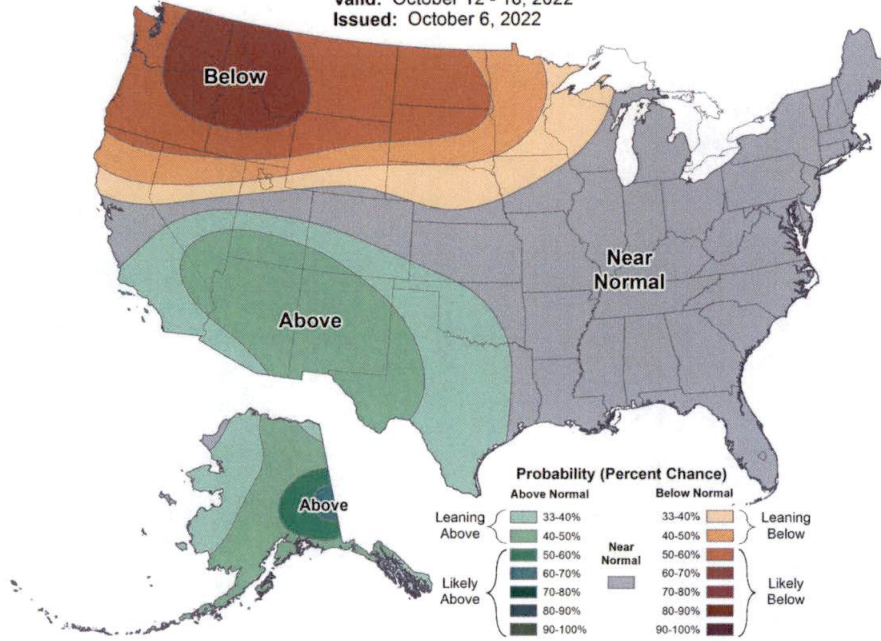 Issued: October 6, 2022
Below
Near
Normal
Above
Above
Probability (Percent Chance)
Above Normal
Below Normal
Leaning
Above
33-40%
40-50%
Likely
Above
50-60%
60-70%
70-80%
80-90%
90-100%
Near
Normal
33-40%
40-50%
Leaning
Below
50-60%
60-70%
70-80%
80-90%
90-100%
Likely
Below